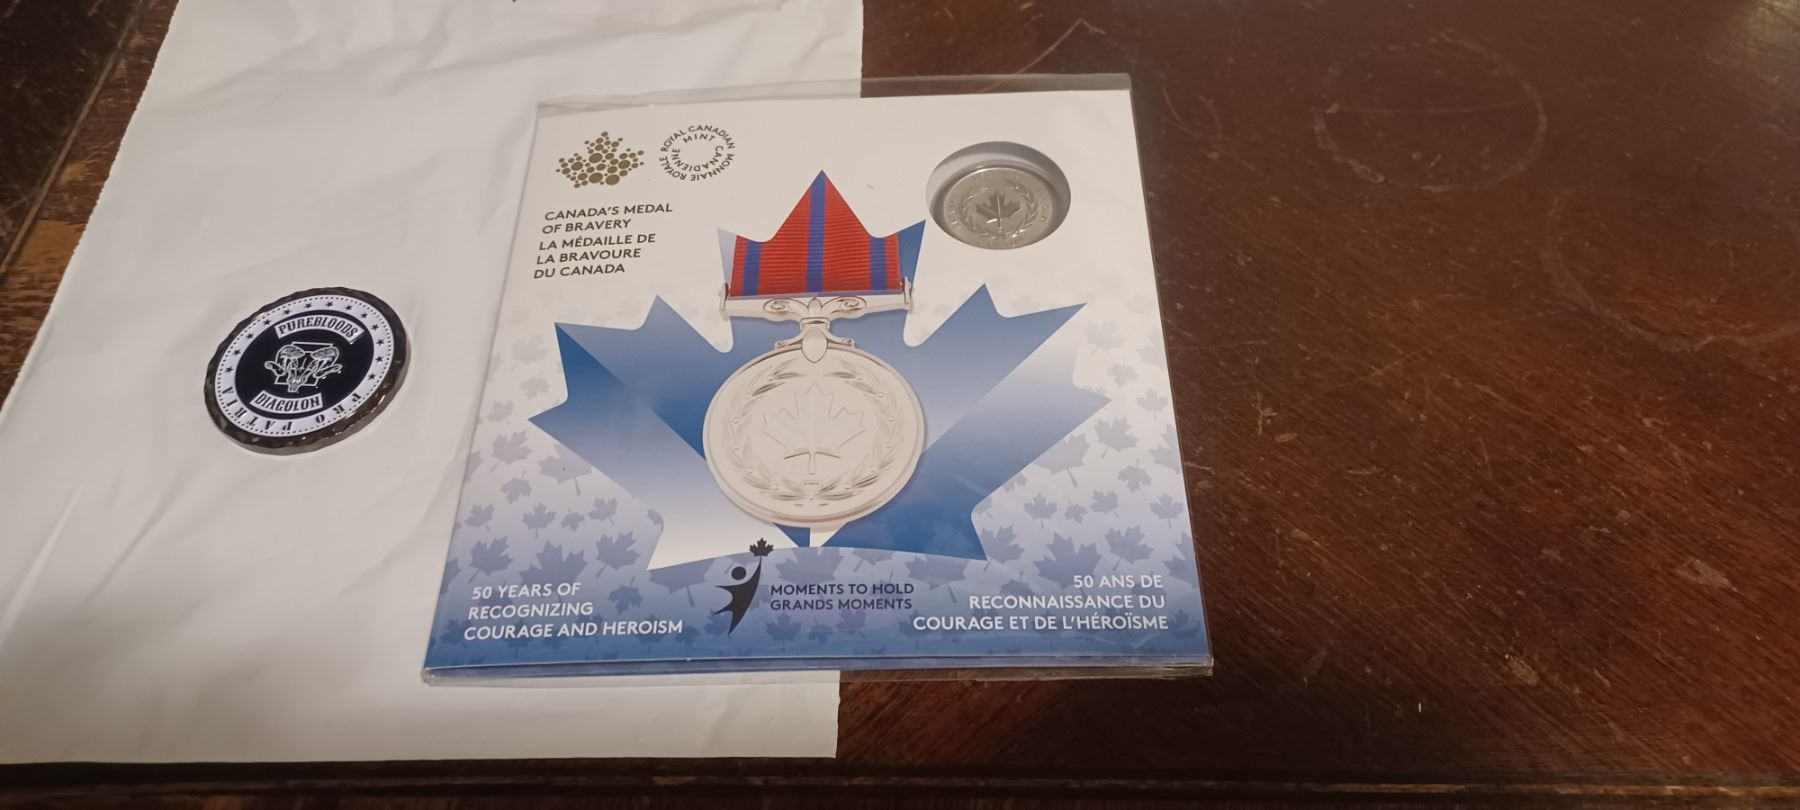 ROYAL CANADIAN MINT
MONNAIE ROYALE CANADIENNE
CANADA'S MEDAL
OF BRAVERY
LA MÉDAILLE DE
LA BRAVOURE
DU CANADA
PUREBLOODS
DIAGOLON
PRO PATRIA
50 YEARS OF
RECOGNIZING
COURAGE AND HEROISM
MOMENTS TO HOLD
GRANDS MOMENTS
50 ANS DE
RECONNAISSANCE DU
COURAGE ET DE L'HÉROÏSME